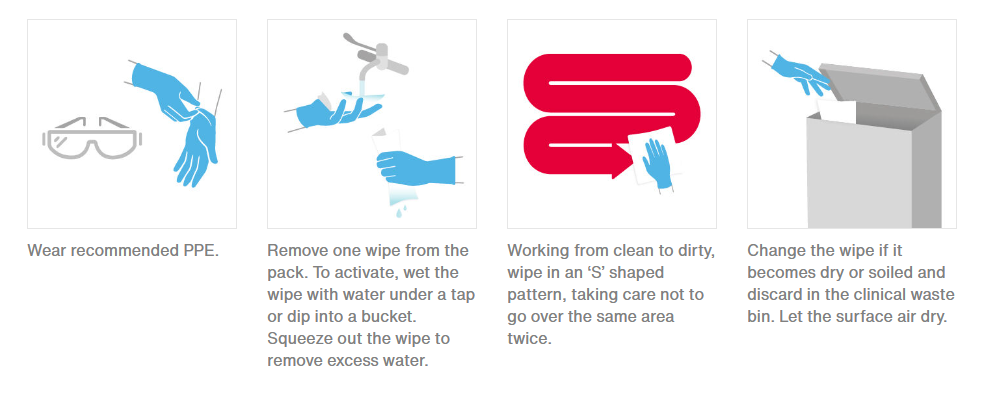 Wear recommended PPE.
Remove one wipe from the
pack. To activate, wet the
wipe with water under a tap
or dip into a bucket.
Squeeze out the wipe to
remove excess water.
Working from clean to dirty,
wipe in an ‘S’ shaped
pattern, taking care not to
go over the same area
twice.
Change the wipe if it
becomes dry or soiled and
discard in the clinical waste
bin. Let the surface air dry.